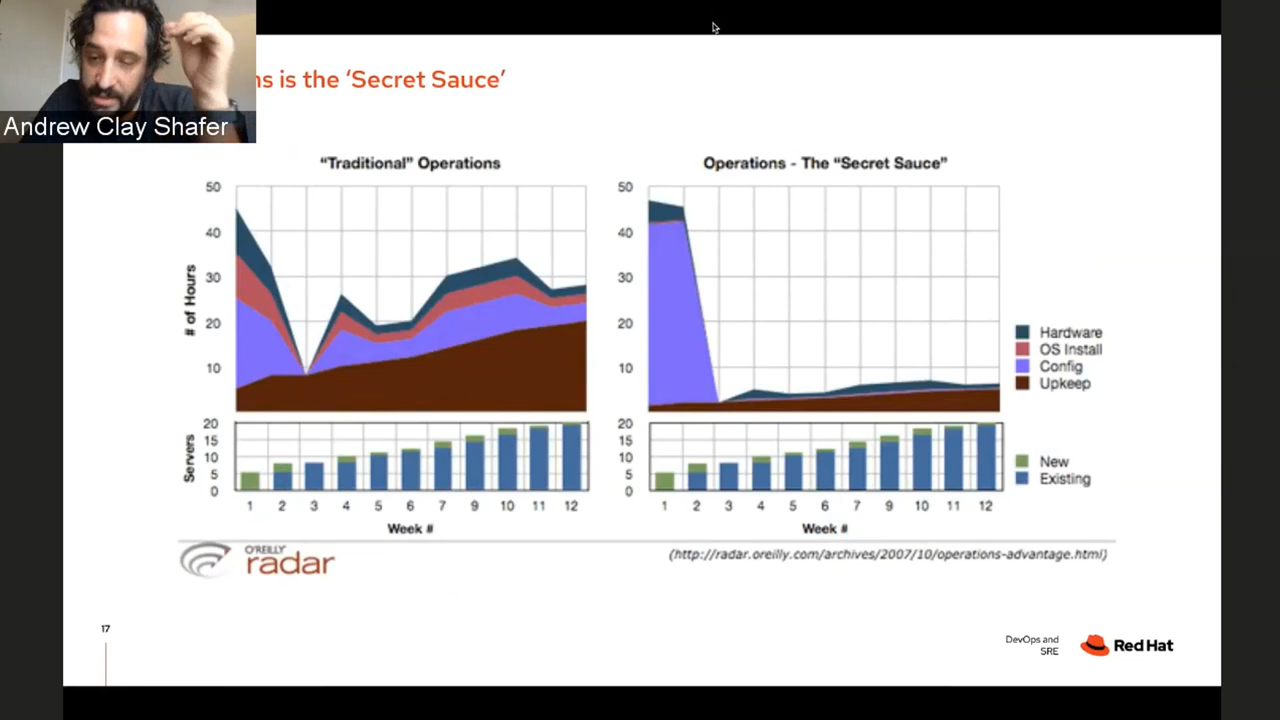 ns is the ‘Secret Sauce’
Andrew Clay Shafer
“Traditional” Operations
50
40
30
20
10
# of Hours
20
15
10
5
0
Servers
1 2 3 4 5 6 7 9 10 11 12
Week #
Operations - The “Secret Sauce”
50
40
30
20
10
20
15
10
5
0
1 2 3 4 5 6 7 9 10 11 12
Week #
Hardware
OS Install
Config
Upkeep
New
Existing
O'REILLY
radar
(http://radar.oreilly.com/archives/2007/10/operations-advantage.html)
17
DevOps and
SRE
Red Hat